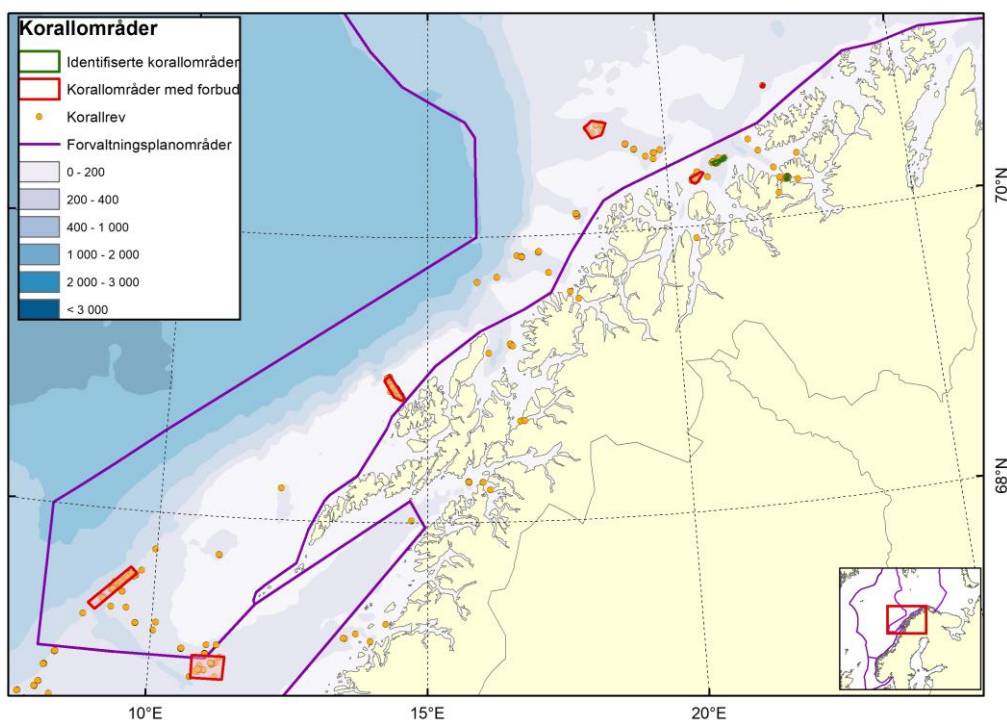 Korallområder
Identifiserte korallområder
Korallområder med forbud
Korallrev
Forvaltningsplanområder
0 - 200
200 - 400
400 - 1 000
1 000 - 2 000
2 000 - 3 000
< 3 000
70°N
68°N
10°E
15°E
20°E